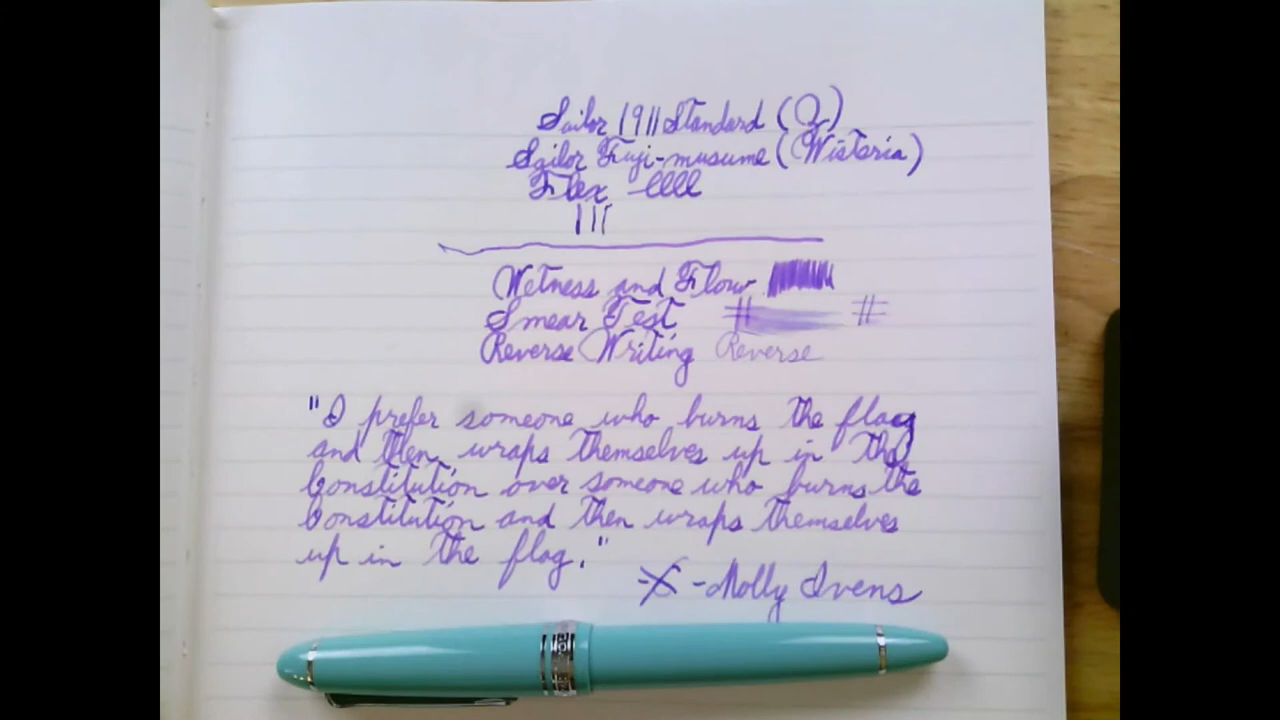 Sailor 1911 Standard (Z)
Sailor Fuji-musume (Wisteria)
Flex llll
Wetness and Flow
Smear Test # #
Reverse Writing Reverse
"I prefer someone who burns the flag
and then wraps themselves up in the
Constitution over someone who burns the
Constitution and then wraps themselves
up in the flag."
-Molly Ivens